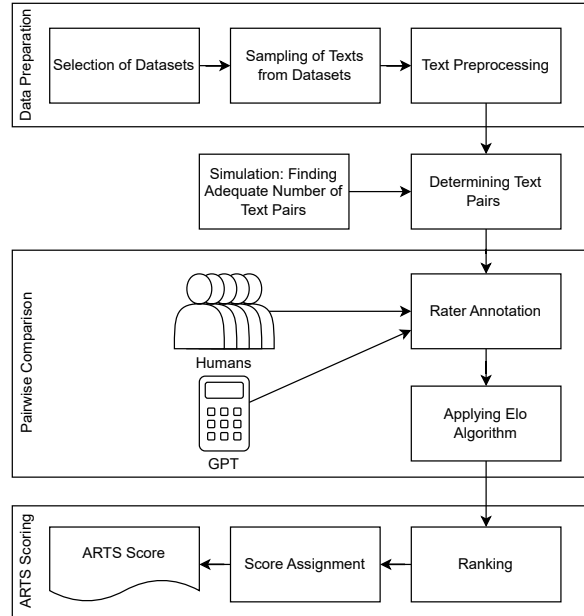 Data Preparation
Selection of Datasets
Sampling of Texts
from Datasets
Text Preprocessing
Simulation: Finding
Adequate Number of
Text Pairs
Determining Text
Pairs
Pairwise Comparison
Humans
GPT
Rater Annotation
Applying Elo
Algorithm
ARTS Scoring
ARTS Score
Score Assignment
Ranking